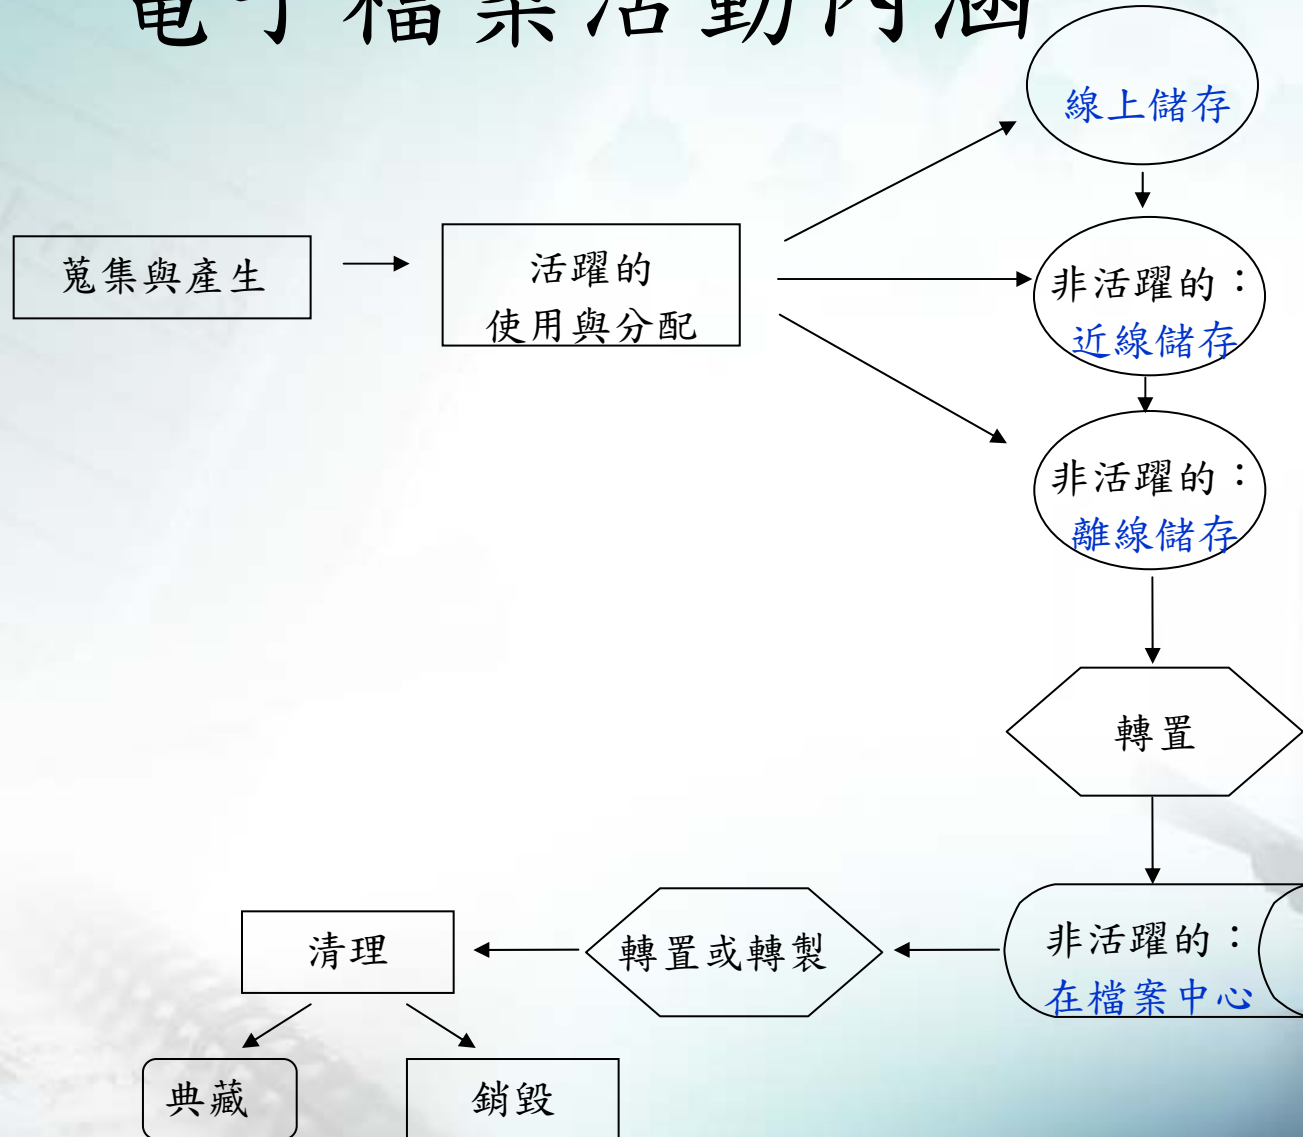 電子檔案活動內涵
線上儲存
蒐集與產生
活躍的
使用與分配
非活躍的：
近線儲存
非活躍的：
離線儲存
轉置
非活躍的：
在檔案中心
轉置或轉製
清理
典藏
銷毀